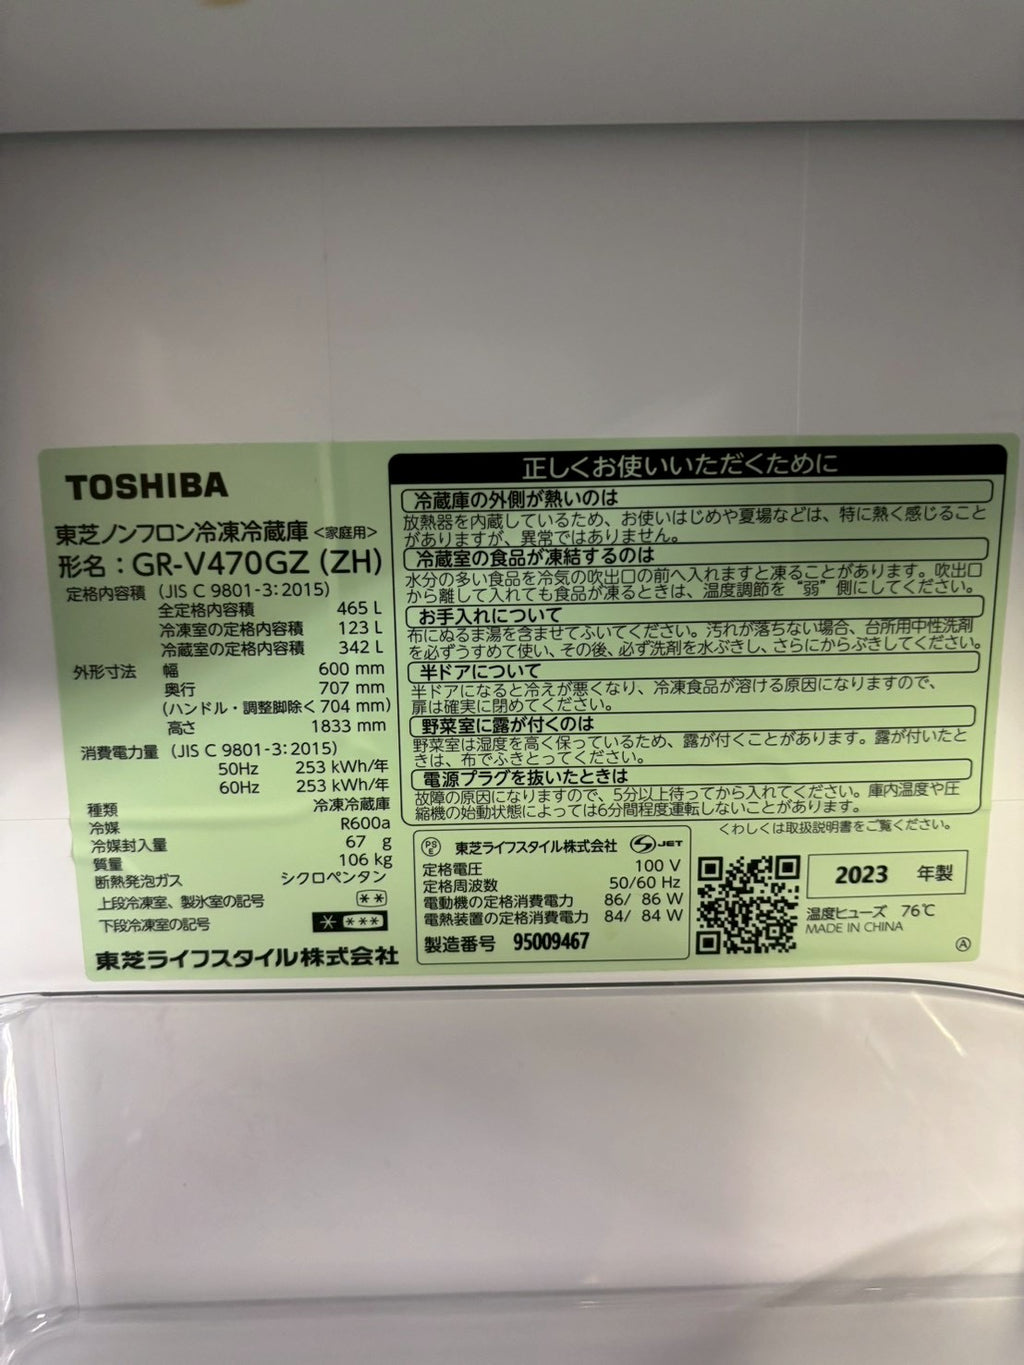 TOSHIBA
東芝ノンフロン冷凍冷蔵庫 <家庭用>
形名：GR-V470GZ (ZH)
定格内容積 (JIS C 9801-3:2015)
全定格内容積 465 L
冷凍室の定格内容積 123 L
冷蔵室の定格内容積 342 L
外形寸法 幅 600 mm
奥行 707 mm
(ハンドル・調整脚除く 704 mm)
高さ 1833 mm
消費電力量 (JIS C 9801-3:2015)
50Hz 253 kWh/年
60Hz 253 kWh/年
種類 冷凍冷蔵庫
冷媒 R600a
冷媒封入量 67 g
質量 106 kg
断熱発泡ガス シクロペンタン
上段冷凍室、製氷室の記号 **
下段冷凍室の記号 * ***
東芝ライフスタイル株式会社
正しくお使いいただくために
冷蔵庫の外側が熱いのは
放熱器を内蔵しているため、お使いはじめや夏場などは、特に熱く感じること
がありますが、異常ではありません。
冷蔵室の食品が凍結するのは
水分の多い食品を冷気の吹出口の前へ入れますと凍ることがあります。吹出口
から離して入れても食品が凍るときは、温度調節を“弱”側にしてください。
お手入れについて
布にぬるま湯を含ませてふいてください。汚れが落ちない場合、台所用中性洗剤
を必ずうすめて使い、その後、必ず洗剤を水ぶきし、さらにからぶきしてください。
半ドアについて
半ドアになると冷えが悪くなり、冷凍食品が溶ける原因になりますので、
扉は確実に閉めてください。
野菜室に露が付くのは
野菜室は湿度を高く保っているため、露が付くことがあります。露が付いたと
きは、布でふきとってください。
電源プラグを抜いたときは
故障の原因になりますので、5分以上待ってから入れてください。庫内温度や圧
縮機の始動状態によっては6分間程度運転しないことがあります。
くわしくは取扱説明書をご覧ください。
PSE 東芝ライフスタイル株式会社 S JET
定格電圧 100 V
定格周波数 50/60 Hz
電動機の定格消費電力 86/ 86 W
電熱装置の定格消費電力 84/ 84 W
製造番号 95009467
2023 年製
温度ヒューズ 76℃
MADE IN CHINA
A